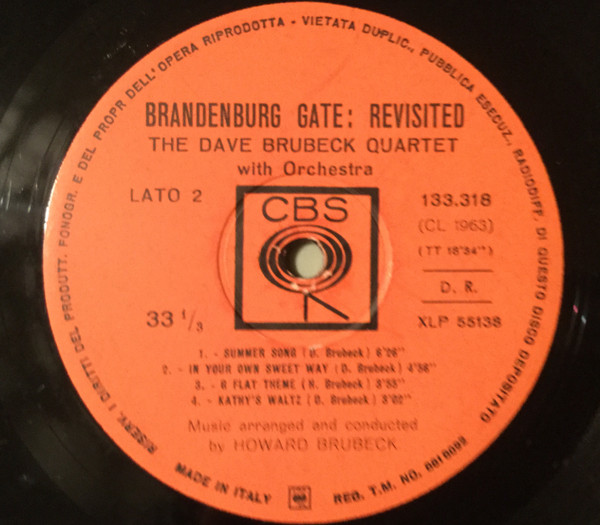 RISERV. I DIRITTI DEL PRODUTT. FONOGR. E DEL PROPR DELL'OPERA RIPRODOTTA - VIETATA DUPLIC., PUBBLICA ESECUZ., RADIODIFF. DI QUESTO DISCO DEPOSITATO
BRANDENBURG GATE: REVISITED
THE DAVE BRUBECK QUARTET
with Orchestra
LATO 2
CBS
133.318
(CL 1963)
(TT 18'54'')
D. R.
33 1/3
XLP 55138
1. - SUMMER SONG (D. Brubeck) 6'26''
2. - IN YOUR OWN SWEET WAY (D. Brubeck) 4'56''
3. - G FLAT THEME (H. Brubeck) 3'53''
4. - KATHY'S WALTZ (D. Brubeck) 3'02''
Music arranged and conducted
by HOWARD BRUBECK
MADE IN ITALY
REG. T.M. NO.